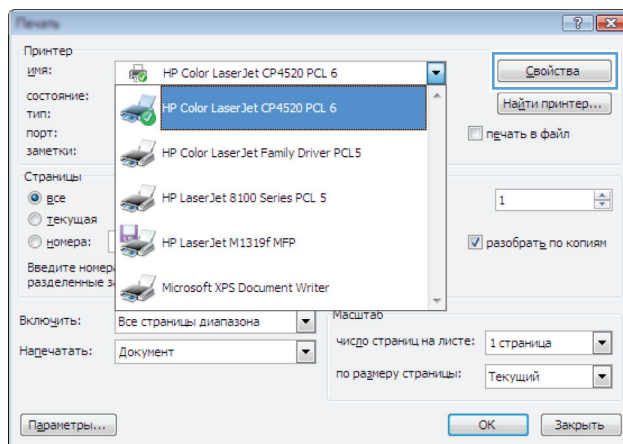 Печать
Принтер
имя: HP Color LaserJet CP4520 PCL 6
Свойства
состояние:
HP Color LaserJet CP4520 PCL 6
Найти принтер...
тип:
порт:
HP Color LaserJet Family Driver PCL5
печать в файл
заметки:
Страницы
HP LaserJet 8100 Series PCL 5
все
1
текущая
номера:
HP LaserJet M1319f MFP
разобрать по копиям
Введите номер
разделенные з
Microsoft XPS Document Writer
Включить: Все страницы диапазона
Масштаб
число страниц на листе: 1 страница
Напечатать: Документ
по размеру страницы: Текущий
Параметры...
OK
Закрыть